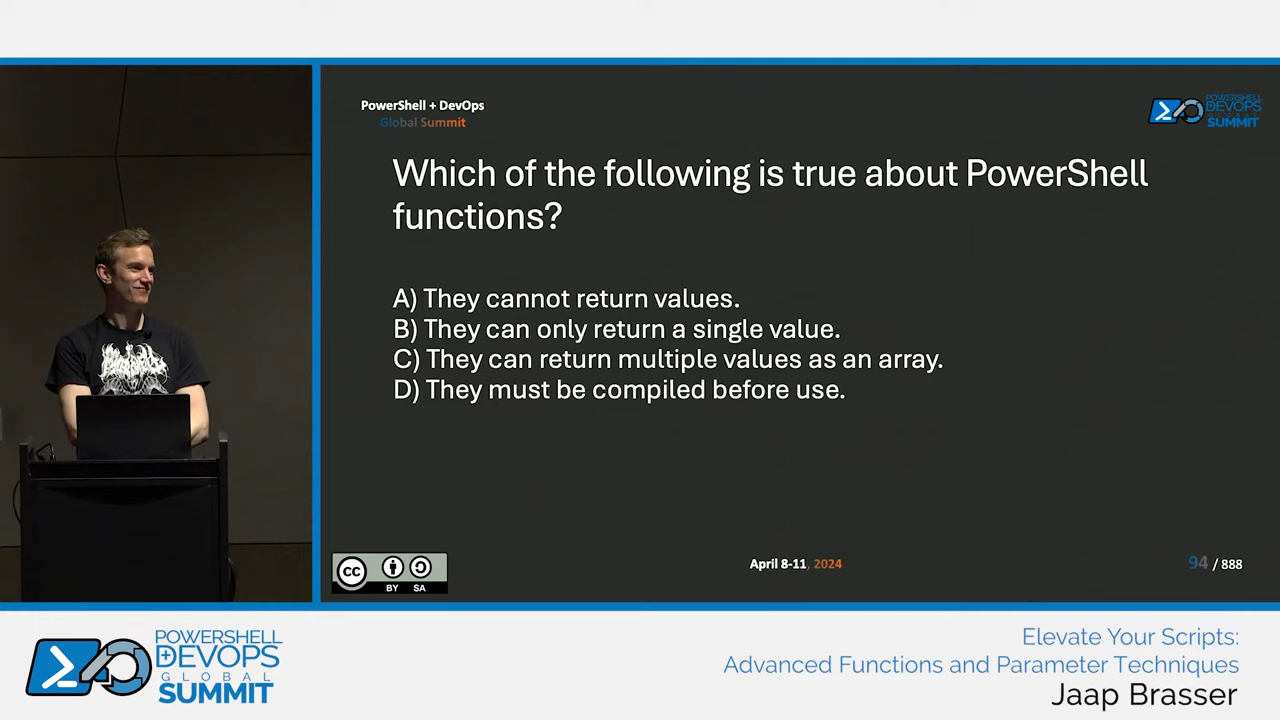 PowerShell + DevOps
Global Summit
POWERSHELL
DEVOPS
SUMMIT
Which of the following is true about PowerShell
functions?
A) They cannot return values.
B) They can only return a single value.
C) They can return multiple values as an array.
D) They must be compiled before use.
cc
BY SA
April 8-11, 2024
94 / 888
POWERSHELL
DEVOPS
GLOBAL
SUMMIT
Elevate Your Scripts:
Advanced Functions and Parameter Techniques
Jaap Brasser